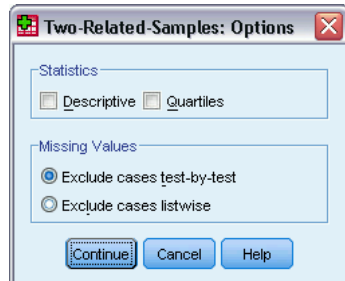 Two-Related-Samples: Options
Statistics
Descriptive Quartiles
Missing Values
Exclude cases test-by-test
Exclude cases listwise
Continue Cancel Help